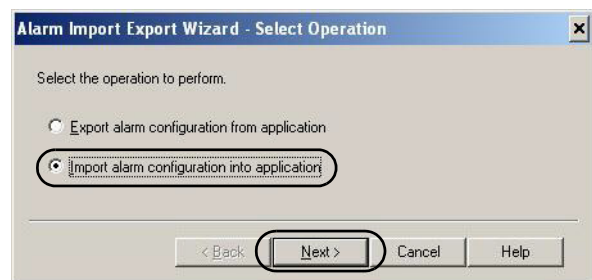 Alarm Import Export Wizard - Select Operation
Select the operation to perform.
Export alarm configuration from application
Import alarm configuration into application
< Back Next > Cancel Help